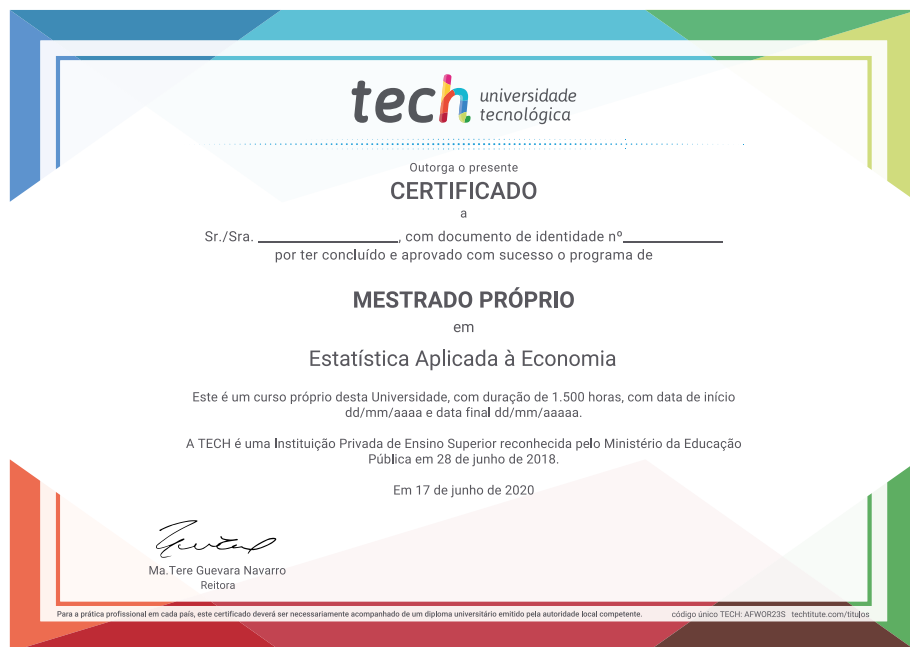 tech universidade
tecnológica
Outorga o presente
CERTIFICADO
a
Sr./Sra. ____________, com documento de identidade nº____________
por ter concluído e aprovado com sucesso o programa de
MESTRADO PRÓPRIO
em
Estatística Aplicada à Economia
Este é um curso próprio desta Universidade, com duração de 1.500 horas, com data de início
dd/mm/aaaa e data final dd/mm/aaaaa.
A TECH é uma Instituição Privada de Ensino Superior reconhecida pelo Ministério da Educação
Pública em 28 de junho de 2018.
Em 17 de junho de 2020
Ma.Tere Guevara Navarro
Reitora
Para a prática profissional em cada país, este certificado deverá ser necessariamente acompanhado de um diploma universitário emitido pela autoridade local competente. código único TECH: AFWOR23S techtitute.com/titulos